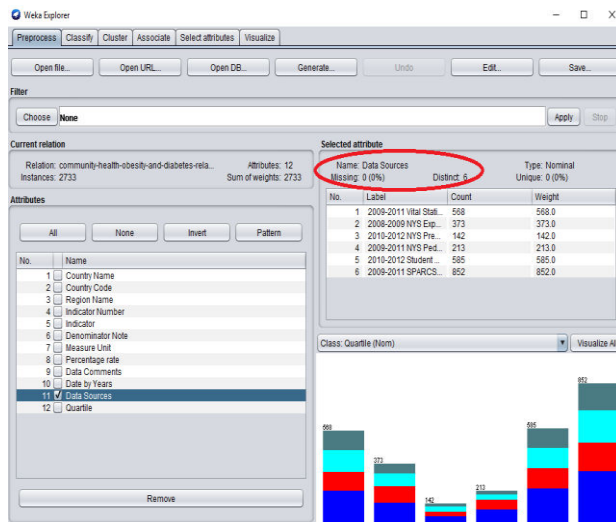 Weka Explorer
Preprocess Classify Cluster Associate Select attributes Visualize
Open file... Open URL... Open DB... Generate... Undo Edit... Save...
Filter
Choose None Apply Stop
Current relation
Relation: community-health-obesity-and-diabetes-rela... Attributes: 12
Instances: 2733 Sum of weights: 2733
Attributes
All None Invert Pattern
No. Name
1 Country Name
2 Country Code
3 Region Name
4 Indicator Number
5 Indicator
6 Denominator Note
7 Measure Unit
8 Percentage rate
9 Data Comments
10 Date by Years
11 Data Sources
12 Quartile
Remove
Selected attribute
Name: Data Sources Type: Nominal
Missing: 0 (0%) Distinct: 6 Unique: 0 (0%)
No. Label Count Weight
1 2009-2011 Vital Stati... 568 568.0
2 2008-2009 NYS Exp... 373 373.0
3 2010-2012 NYS Pre... 142 142.0
4 2009-2011 NYS Ped... 213 213.0
5 2010-2012 Student ... 585 585.0
6 2009-2011 SPARCS... 852 852.0
Class: Quartile (Nom) Visualize All
568 373 142 213 585 852